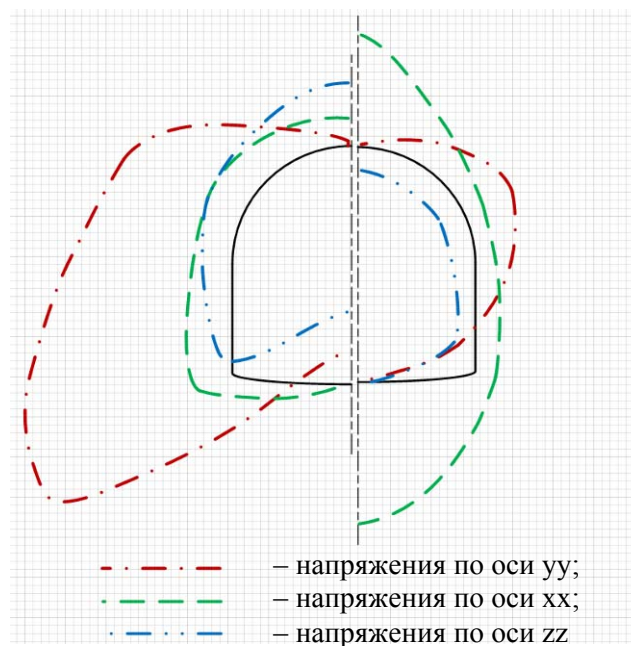 – напряжения по оси yy;
– напряжения по оси xx;
– напряжения по оси zz